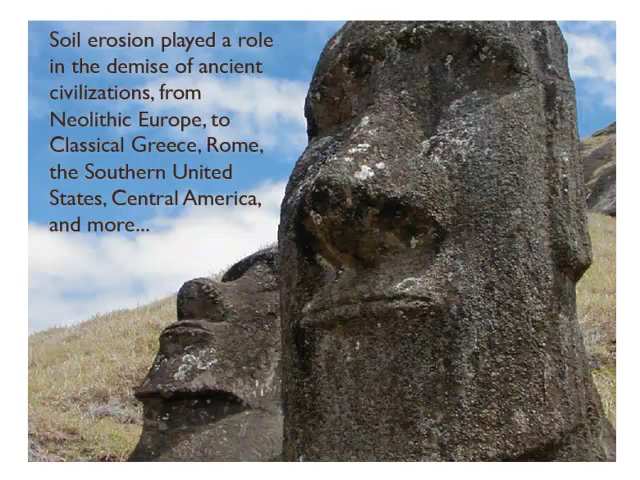 Soil erosion played a role
in the demise of ancient
civilizations, from
Neolithic Europe, to
Classical Greece, Rome,
the Southern United
States, Central America,
and more...